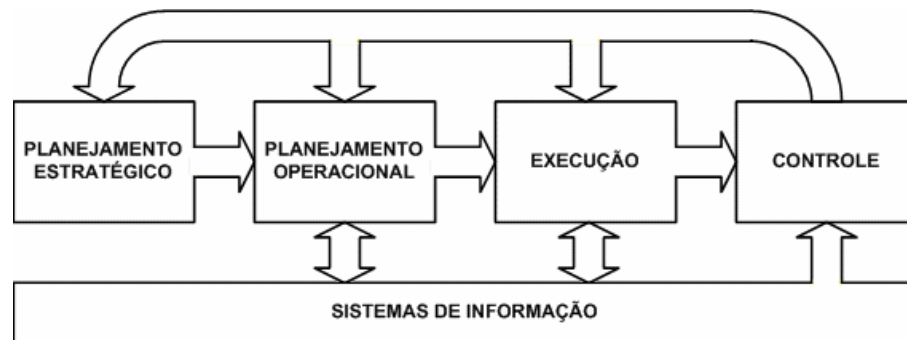 PLANEJAMENTO
ESTRATÉGICO
PLANEJAMENTO
OPERACIONAL
EXECUÇÃO
CONTROLE
SISTEMAS DE INFORMAÇÃO